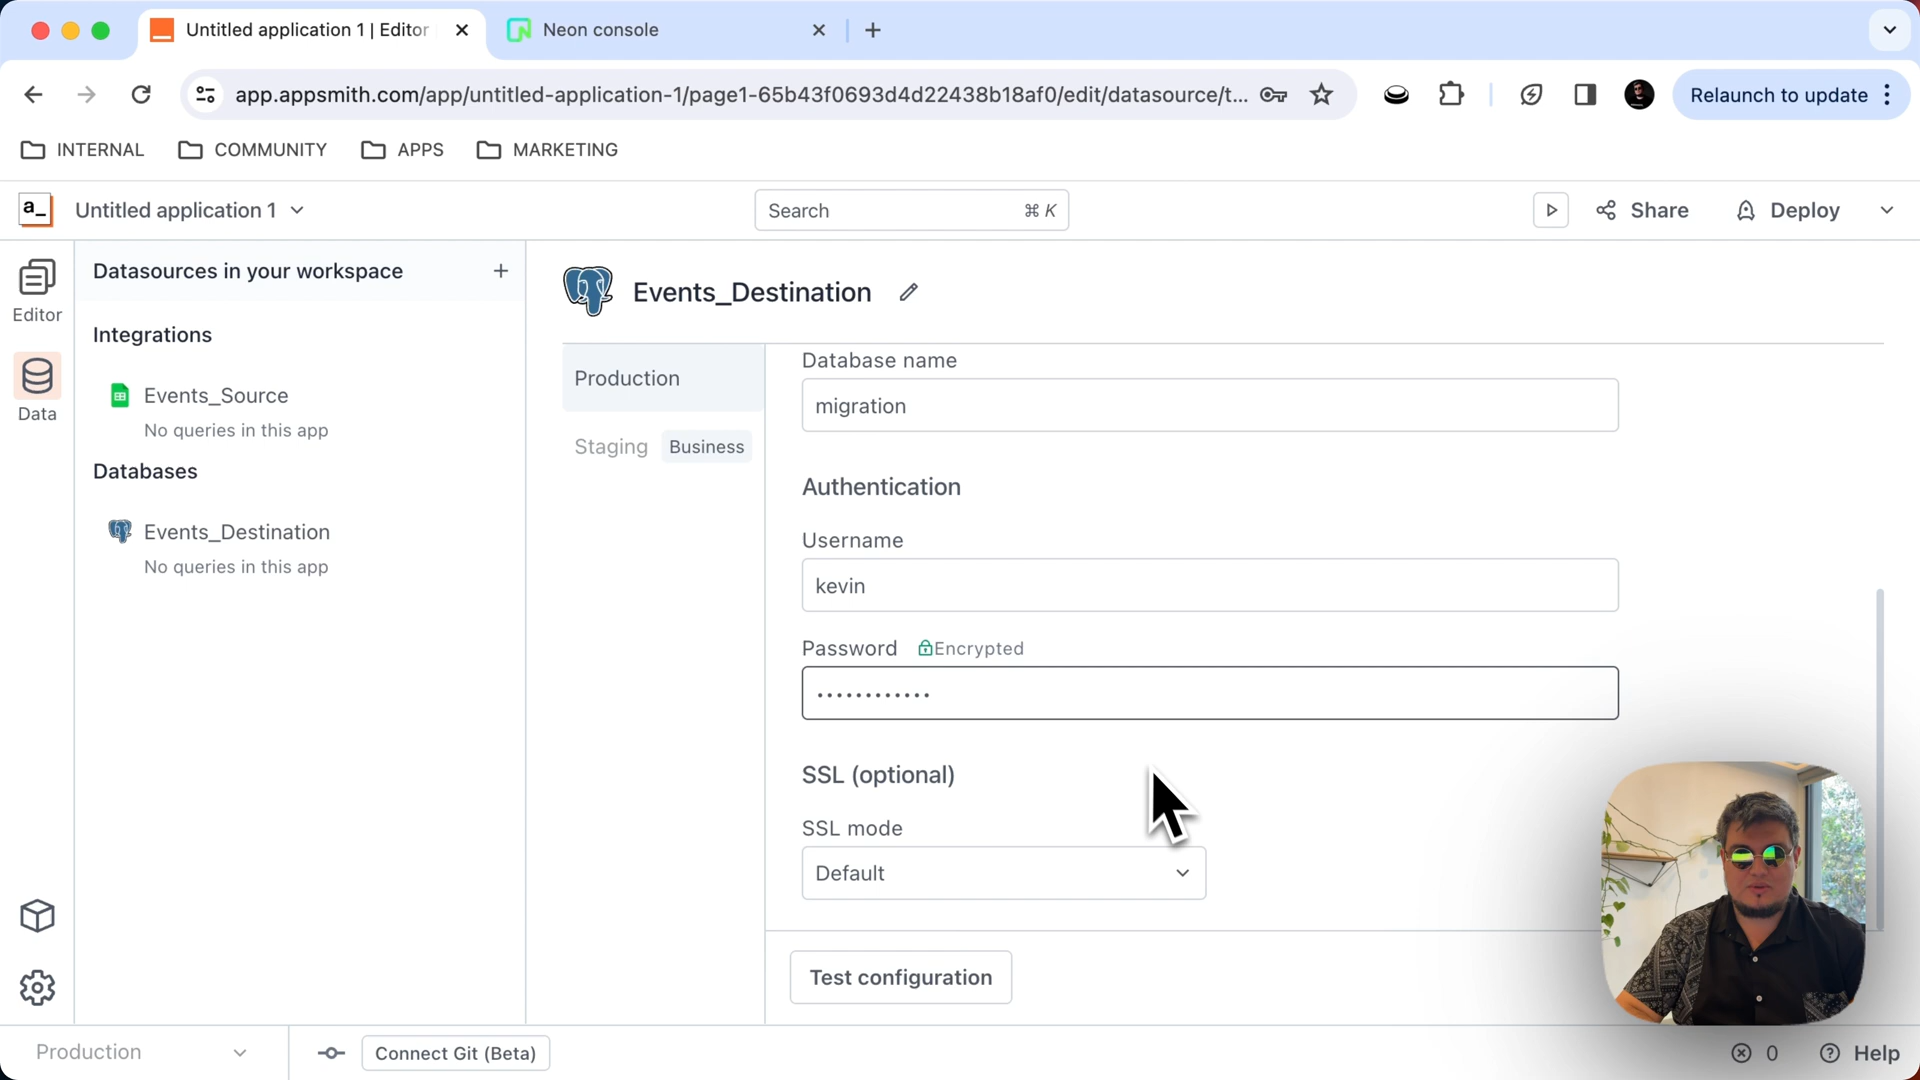 Untitled application 1 | Editor
Neon console
app.appsmith.com/app/untitled-application-1/page1-65b43f0693d4d22438b18af0/edit/datasource/t...
Relaunch to update
INTERNAL
COMMUNITY
APPS
MARKETING
a_
Untitled application 1
Search
⌘ K
Share
Deploy
Editor
Data
Datasources in your workspace
Integrations
Events_Source
No queries in this app
Databases
Events_Destination
No queries in this app
Events_Destination
Production
Staging
Business
Database name
migration
Authentication
Username
kevin
Password
Encrypted
............
SSL (optional)
SSL mode
Default
Test configuration
Production
Connect Git (Beta)
0
Help